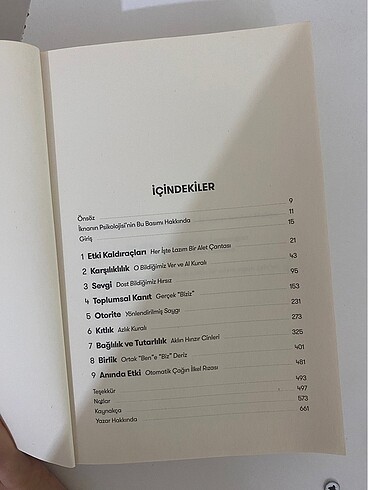 İÇİNDEKİLER
Önsöz 9
İknanın Psikolojisi'nin Bu Basımı Hakkında 11
Giriş 15
1 Etki Kaldıraçları Her İşte Lazım Bir Alet Çantası 21
2 Karşılıklılık O Bildiğimiz Ver ve Al Kuralı 43
3 Sevgi Dost Bildiğimiz Hırsız 95
4 Toplumsal Kanıt Gerçek "Biziz" 153
5 Otorite Yönlendirilmiş Saygı 231
6 Kıtlık Azlık Kuralı 273
7 Bağlılık ve Tutarlılık Aklın Hınzır Cinleri 325
8 Birlik Ortak "Ben"e "Biz" Deriz 401
9 Anında Etki Otomatik Çağın İlkel Rızası 481
Teşekkür 493
Notlar 497
Kaynakça 573
Yazar Hakkında 661